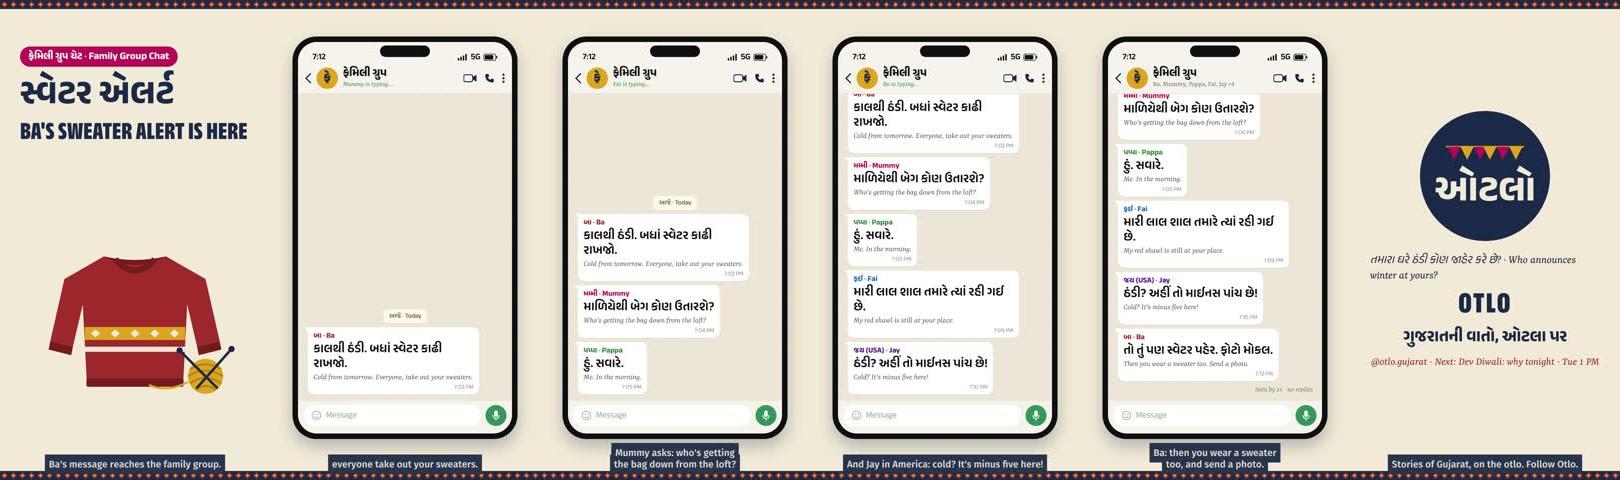 ફેમિલી ગ્રુપ ચેટ · Family Group Chat
સ્વેટર એલર્ટ
BA'S SWEATER ALERT IS HERE
Ba's message reaches the family group.
7:12
5G
ફેમિલી ગ્રુપ
Mummy is typing...
આજે · Today
બા · Ba
કાલથી ઠંડી. બધાં સ્વેટર કાઢી
રાખજો.
Cold from tomorrow. Everyone, take out your sweaters.
7:02 PM
Message
everyone take out your sweaters.
7:12
5G
ફે
ફેમિલી ગ્રુપ
Fai is typing...
આજે · Today
બા · Ba
કાલથી ઠંડી. બધાં સ્વેટર કાઢી
રાખજો.
Cold from tomorrow. Everyone, take out your sweaters.
7:02 PM
મમ્મી · Mummy
માળિયેથી બેગ કોણ ઉતારશે?
Who's getting the bag down from the loft?
7:04 PM
પપ્પા · Pappa
હું. સવારે.
Me. In the morning.
7:05 PM
Message
Mummy asks: who's getting
the bag down from the loft?
7:12
5G
ફે
ફેમિલી ગ્રુપ
Ba is typing...
કાલથી ઠંડી. બધાં સ્વેટર કાઢી
રાખજો.
Cold from tomorrow. Everyone, take out your sweaters.
7:02 PM
મમ્મી · Mummy
માળિયેથી બેગ કોણ ઉતારશે?
Who's getting the bag down from the loft?
7:04 PM
પપ્પા · Pappa
હું. સવારે.
Me. In the morning.
7:05 PM
ફઈ · Fai
મારી લાલ શાલ તમારે ત્યાં રહી ગઈ
છે.
My red shawl is still at your place.
7:09 PM
જય (USA) · Jay
ઠંડી? અહીં તો માઈનસ પાંચ છે!
Cold? It's minus five here!
7:10 PM
Message
And Jay in America: cold? It's minus five here!
7:12
5G
ફે
ફેમિલી ગ્રુપ
Ba, Mummy, Pappa, Fai, Jay +9
મમ્મી · Mummy
માળિયેથી બેગ કોણ ઉતારશે?
Who's getting the bag down from the loft?
7:04 PM
પપ્પા · Pappa
હું. સવારે.
Me. In the morning.
7:05 PM
ફઈ · Fai
મારી લાલ શાલ તમારે ત્યાં રહી ગઈ
છે.
My red shawl is still at your place.
7:09 PM
જય (USA) · Jay
ઠંડી? અહીં તો માઈનસ પાંચ છે!
Cold? It's minus five here!
7:10 PM
બા · Ba
તો તું પણ સ્વેટર પહેર. ફોટો મોકલ.
Then you wear a sweater too. Send a photo.
7:12 PM
Seen by 14 · no replies
Message
Ba: then you wear a sweater
too, and send a photo.
ઓટલો
તમારા ઘરે ઠંડી કોણ જાહેર કરે છે? · Who announces
winter at yours?
OTLO
ગુજરાતની વાતો, ઓટલા પર
@otlo.gujarat · Next: Dev Diwali: why tonight · Tue 1 PM
Stories of Gujarat, on the otlo. Follow Otlo.